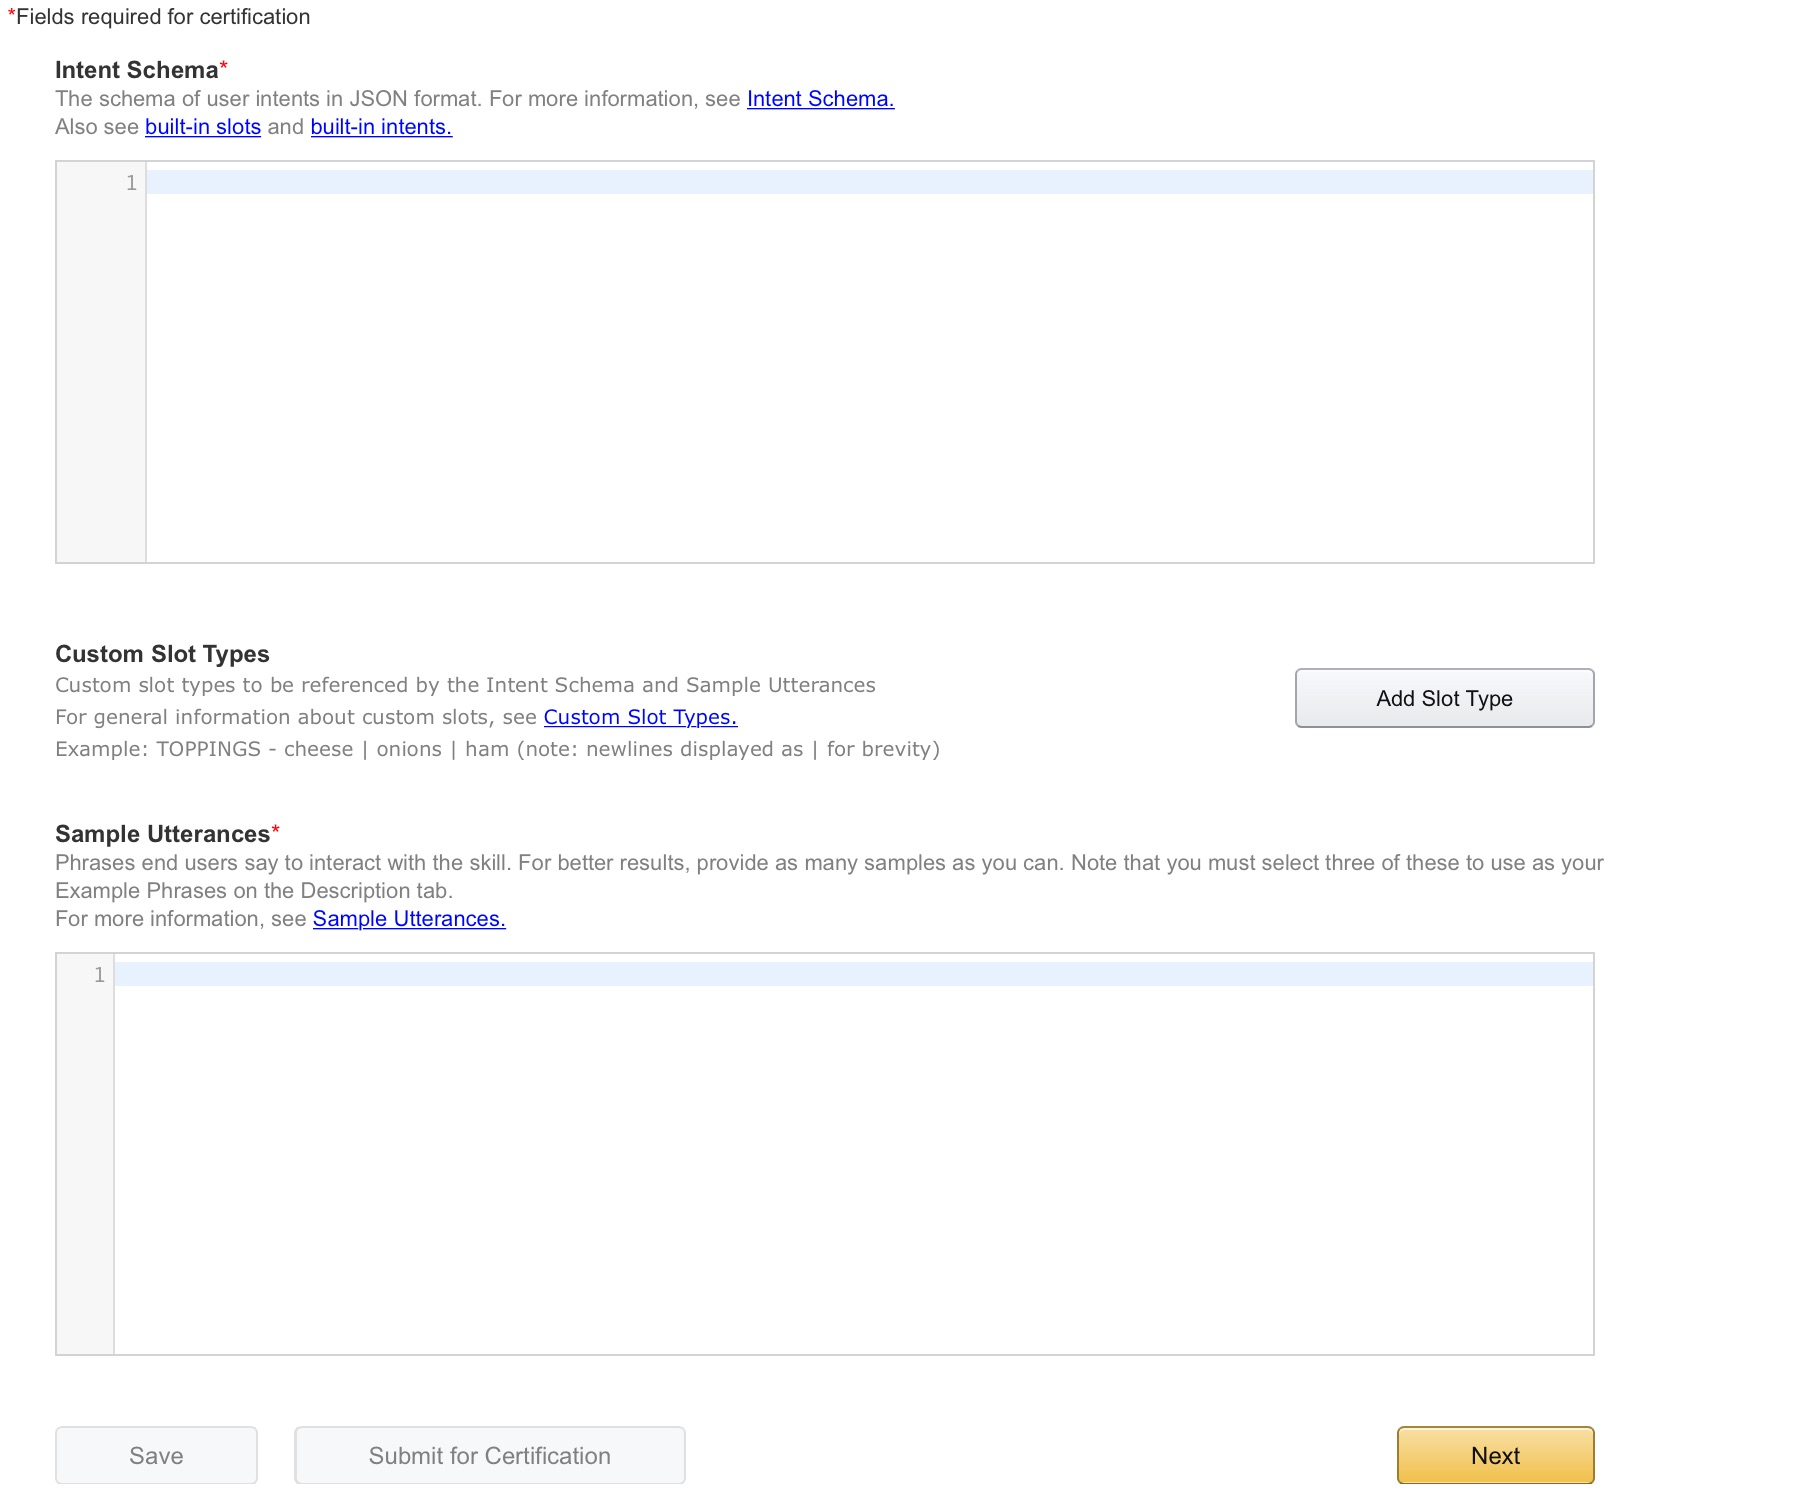 *Fields required for certification
Intent Schema*
The schema of user intents in JSON format. For more information, see Intent Schema.
Also see built-in slots and built-in intents.
1
Custom Slot Types
Custom slot types to be referenced by the Intent Schema and Sample Utterances
For general information about custom slots, see Custom Slot Types.
Example: TOPPINGS - cheese | onions | ham (note: newlines displayed as | for brevity)
Add Slot Type
Sample Utterances*
Phrases end users say to interact with the skill. For better results, provide as many samples as you can. Note that you must select three of these to use as your
Example Phrases on the Description tab.
For more information, see Sample Utterances.
1
Save
Submit for Certification
Next